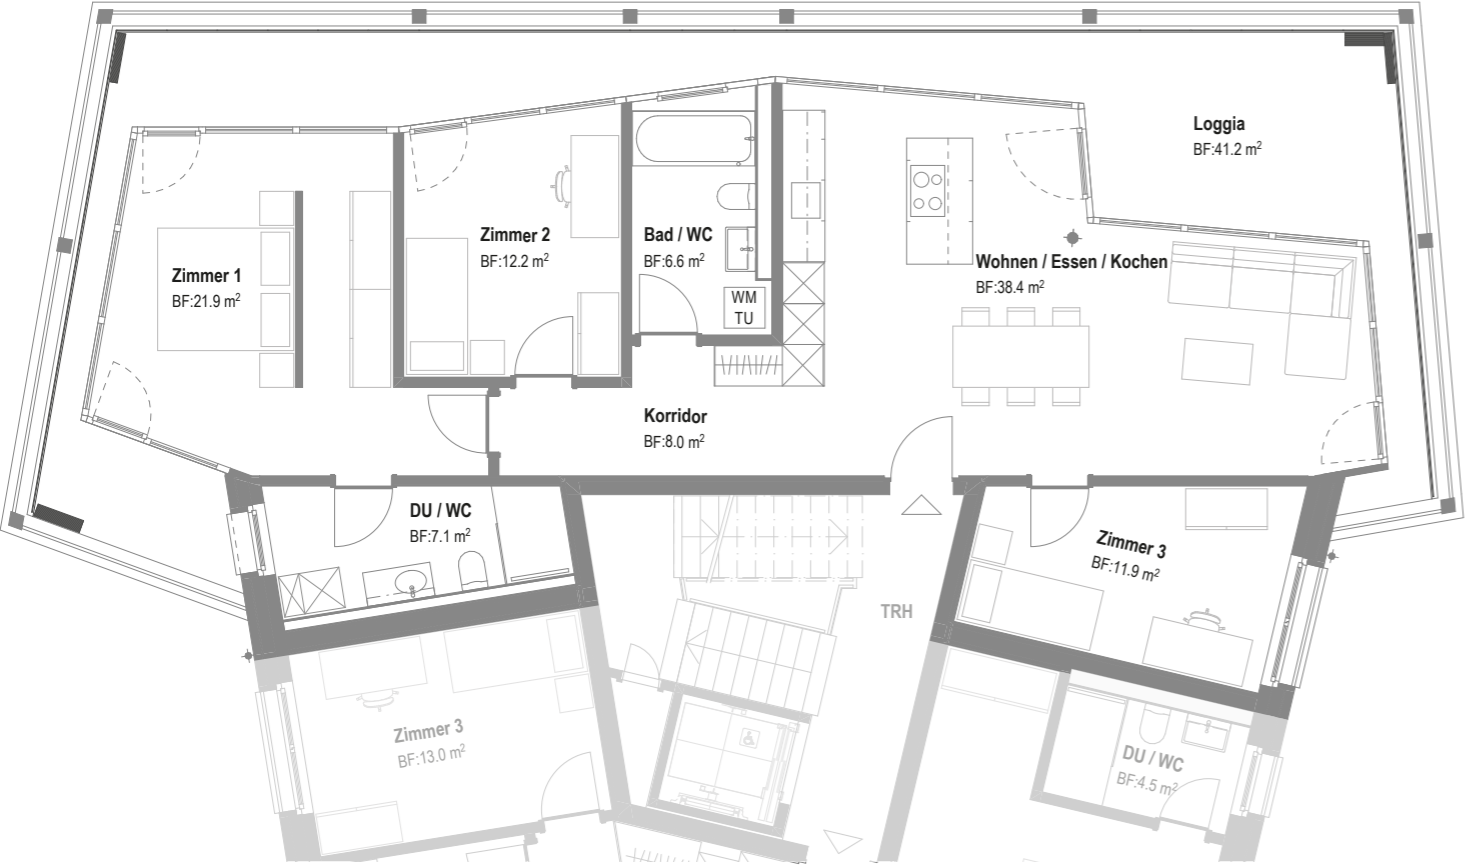 Loggia
BF:41.2 m²
Zimmer 2
BF:12.2 m²
Bad / WC
BF:6.6 m²
Wohnen / Essen / Kochen
BF:38.4 m²
Zimmer 1
BF:21.9 m²
WM
TU
Korridor
BF:8.0 m²
DU / WC
BF:7.1 m²
Zimmer 3
BF:11.9 m²
TRH
Zimmer 3
BF:13.0 m²
DU / WC
BF:4.5 m²